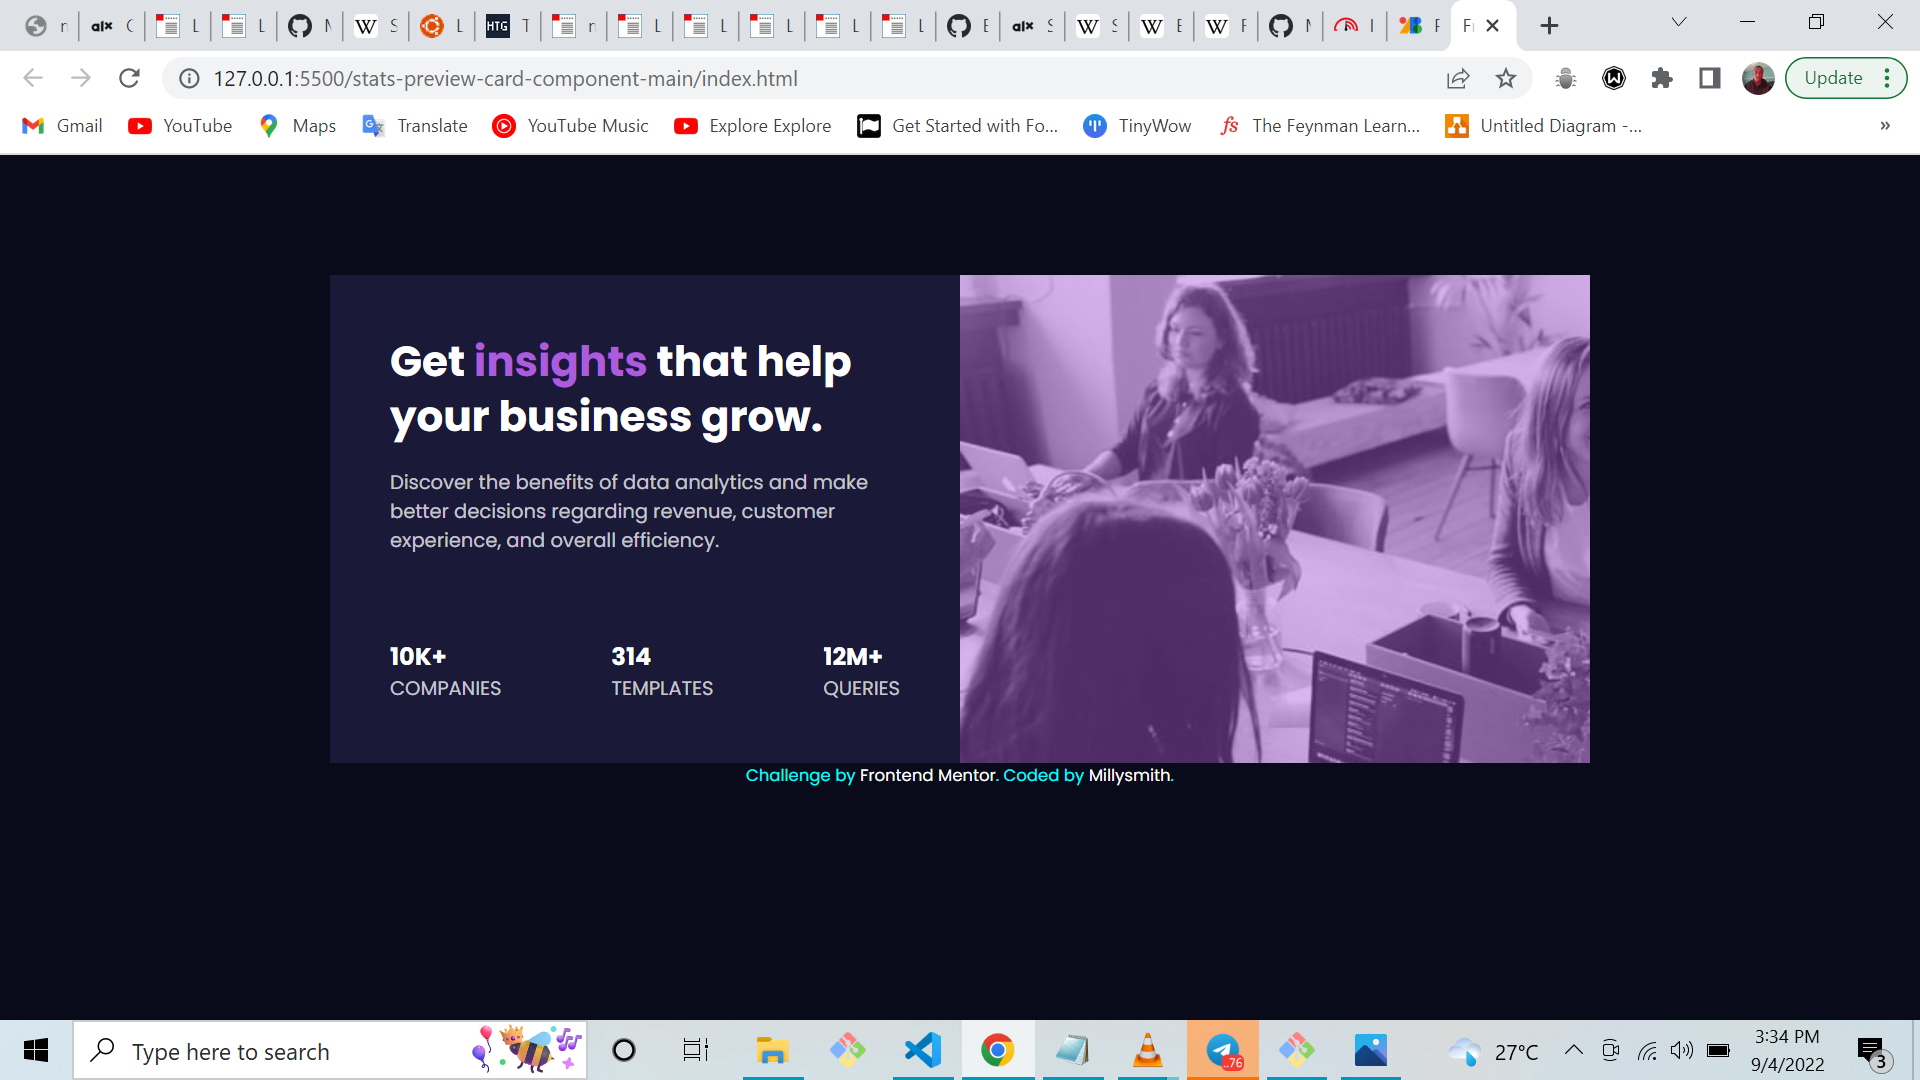 127.0.0.1:5500/stats-preview-card-component-main/index.html
Update
Gmail YouTube Maps Translate YouTube Music Explore Explore Get Started with Fo... TinyWow The Feynman Learn... Untitled Diagram -... »
Get insights that help
your business grow.
Discover the benefits of data analytics and make
better decisions regarding revenue, customer
experience, and overall efficiency.
10K+ 314 12M+
COMPANIES TEMPLATES QUERIES
Challenge by Frontend Mentor. Coded by Millysmith.
Type here to search
..76
27°C
3:34 PM
9/4/2022
3